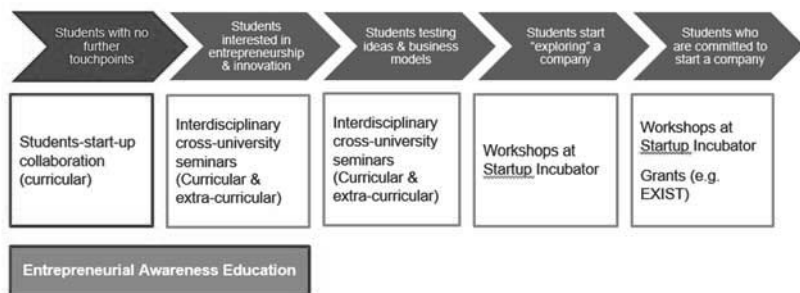 Students with no
further
touchpoints
Students
interested in
entrepreneurship
& innovation
Students testing
ideas & business
models
Students start
"exploring" a
company
Students who
are committed to
start a company
Students-start-up
collaboration
(curricular)
Interdisciplinary
cross-university
seminars
(Curricular &
extra-curricular)
Interdisciplinary
cross-university
seminars
(Curricular &
extra-curricular)
Workshops at
Startup Incubator
Workshops at
Startup Incubator
Grants (e.g.
EXIST)
Entrepreneurial Awareness Education